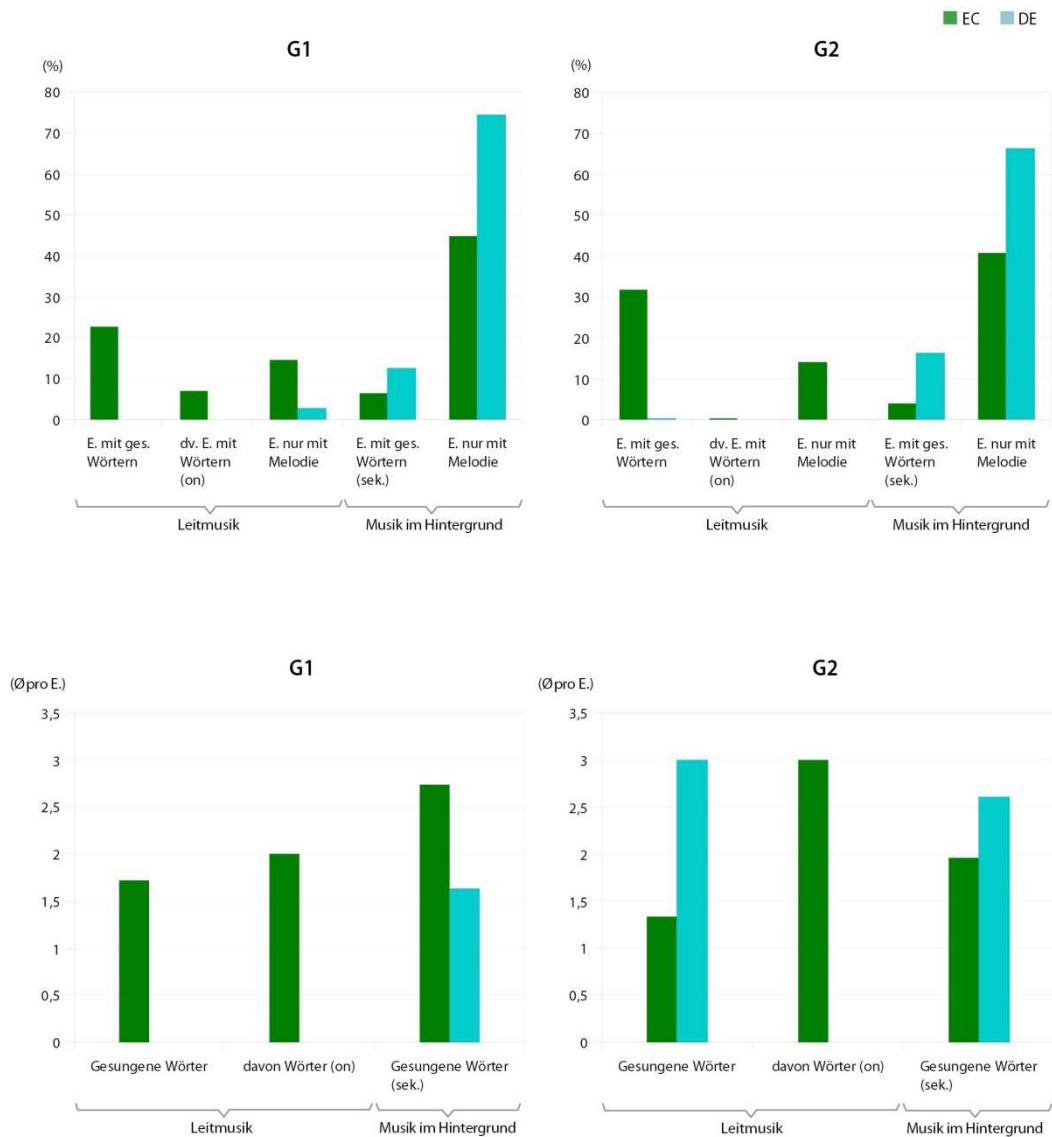 EC DE
G1
(%)
80
70
60
50
40
30
20
10
0
E. mit ges.
Wörtern
dv. E. mit
Wörtern
(on)
E. nur mit
Melodie
E. mit ges.
Wörtern
(sek.)
E. nur mit
Melodie
Leitmusik
Musik im Hintergrund
G2
(%)
80
70
60
50
40
30
20
10
0
E. mit ges.
Wörtern
dv. E. mit
Wörtern
(on)
E. nur mit
Melodie
E. mit ges.
Wörtern
(sek.)
E. nur mit
Melodie
Leitmusik
Musik im Hintergrund
G1
(Ø pro E.)
3,5
3
2,5
2
1,5
1
0,5
0
Gesungene Wörter
davon Wörter (on)
Gesungene Wörter
(sek.)
Leitmusik
Musik im Hintergrund
G2
(Ø pro E.)
3,5
3
2,5
2
1,5
1
0,5
0
Gesungene Wörter
davon Wörter (on)
Gesungene Wörter
(sek.)
Leitmusik
Musik im Hintergrund